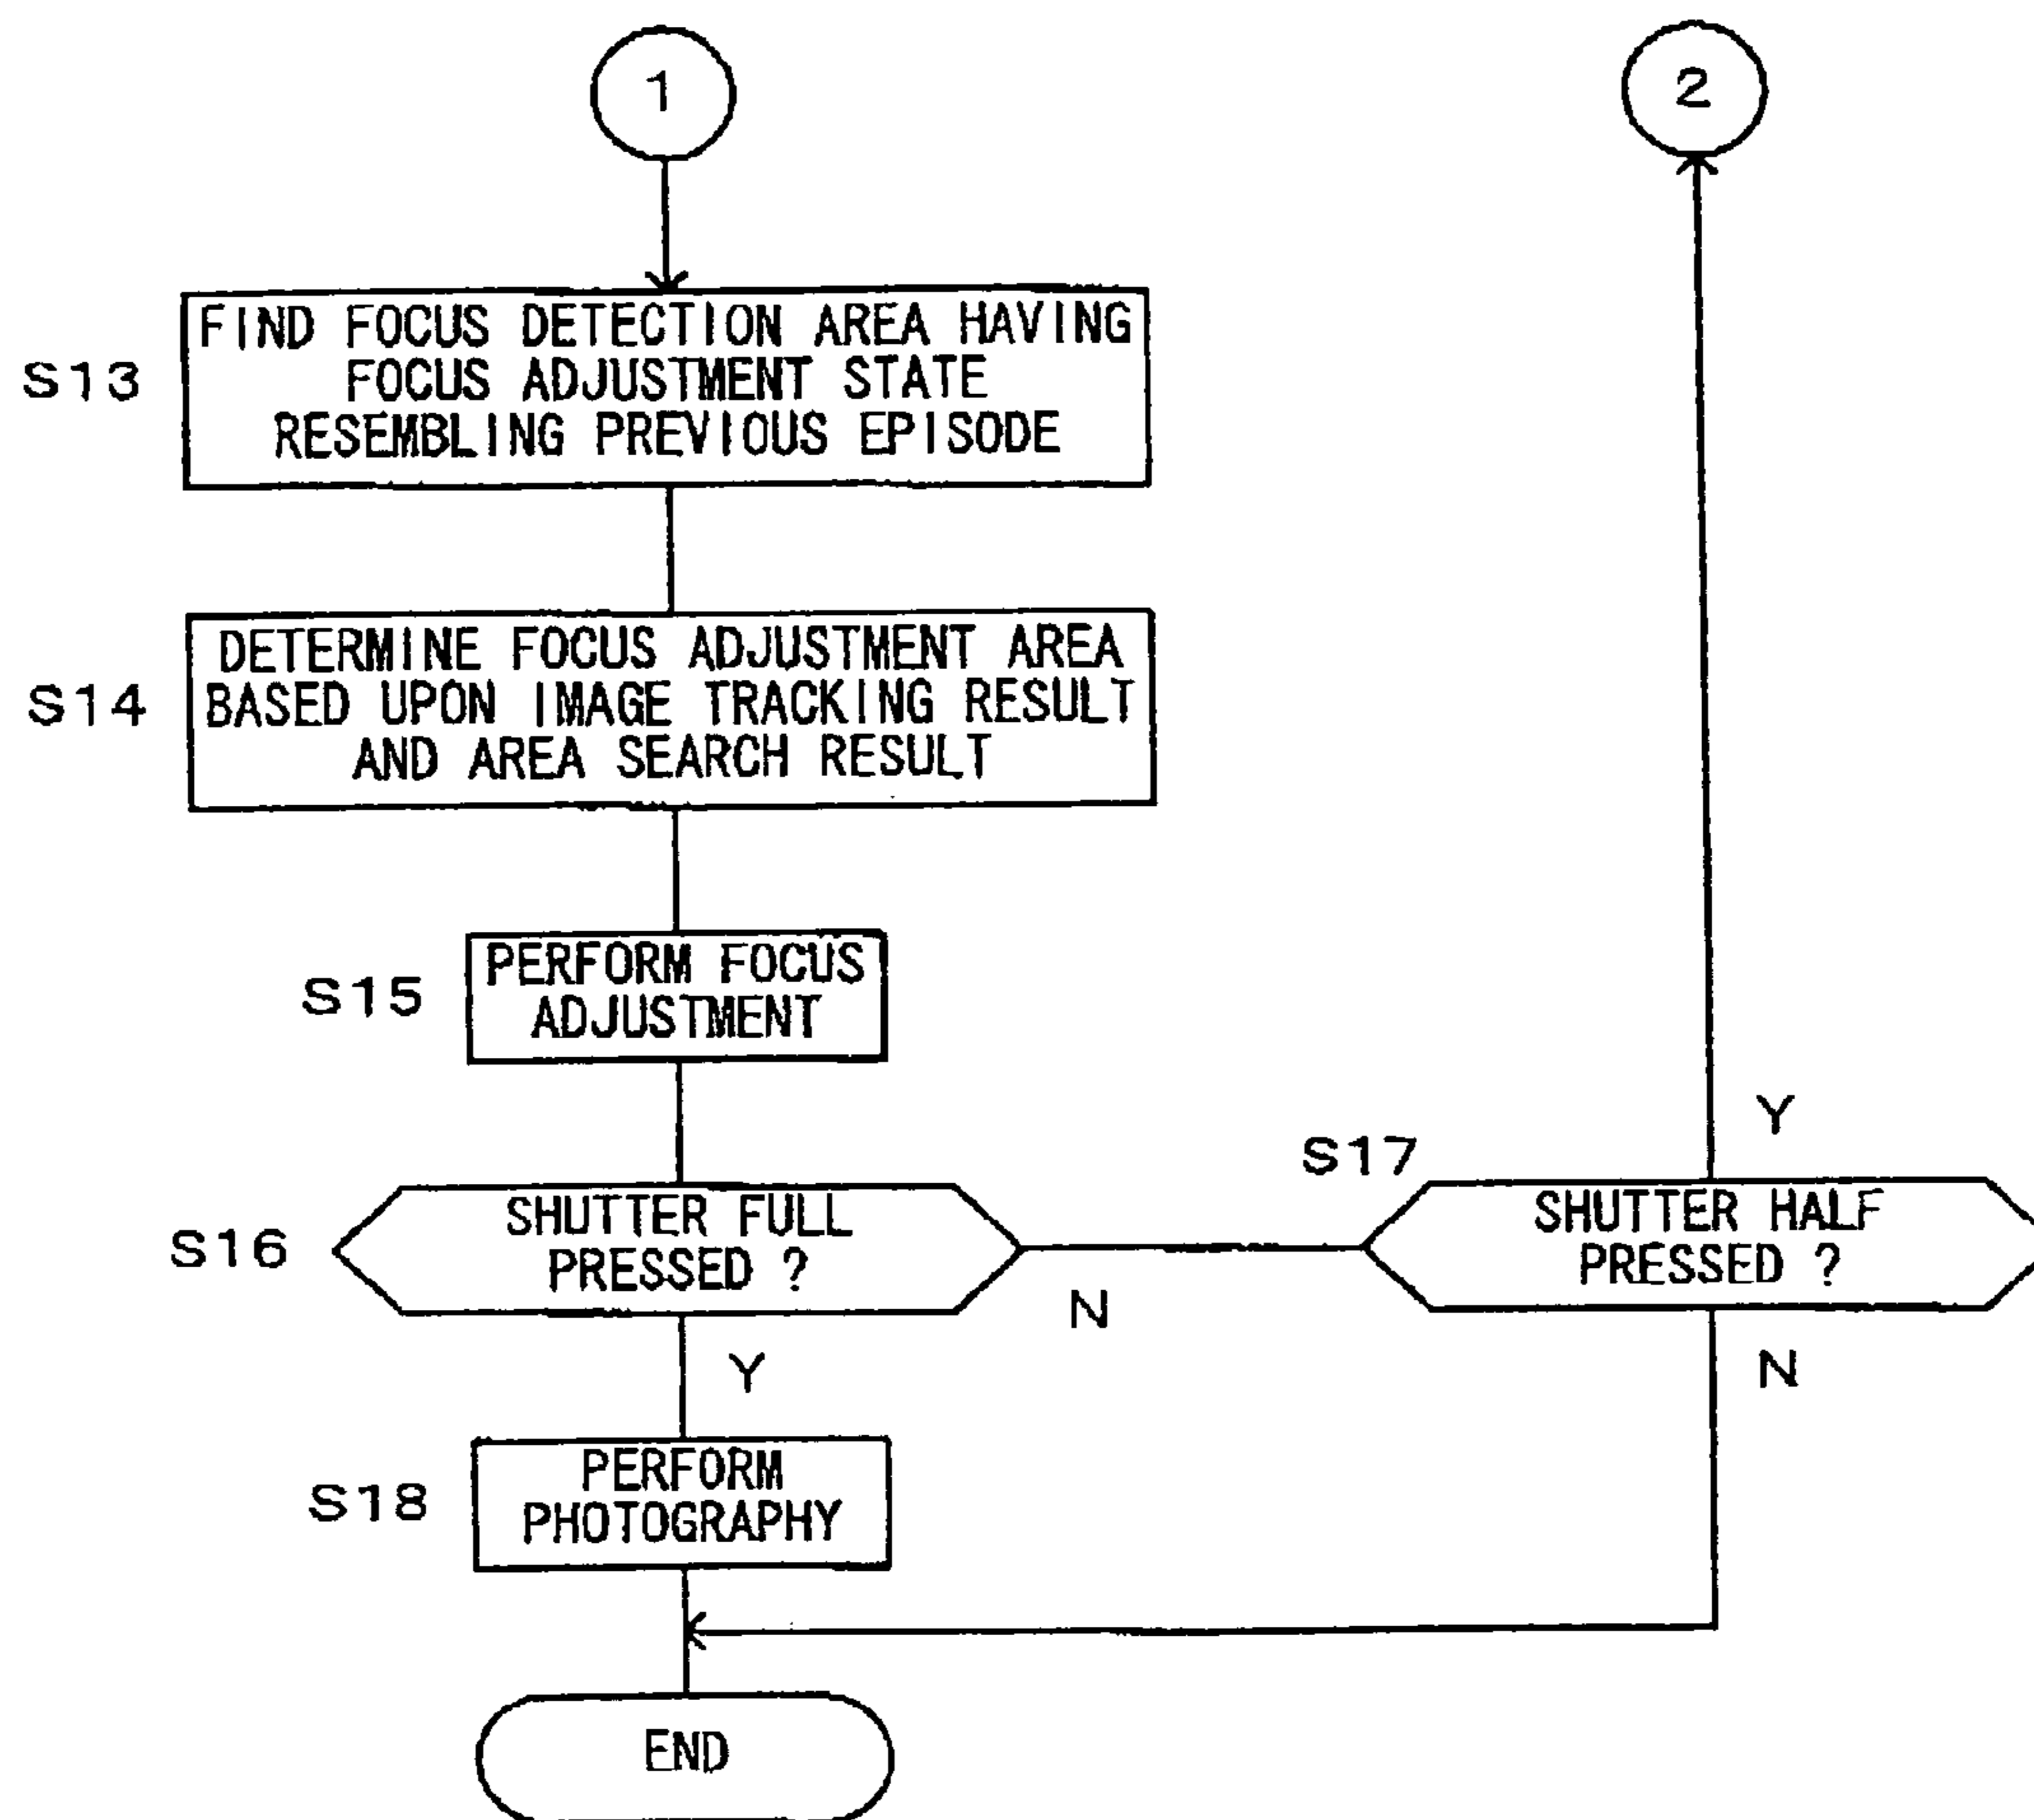 1
2
S13
FIND FOCUS DETECTION AREA HAVING
FOCUS ADJUSTMENT STATE
RESEMBLING PREVIOUS EPISODE
S14
DETERMINE FOCUS ADJUSTMENT AREA
BASED UPON IMAGE TRACKING RESULT
AND AREA SEARCH RESULT
S15
PERFORM FOCUS
ADJUSTMENT
S16
SHUTTER FULL
PRESSED ?
N
Y
S17
SHUTTER HALF
PRESSED ?
Y
N
S18
PERFORM
PHOTOGRAPHY
END